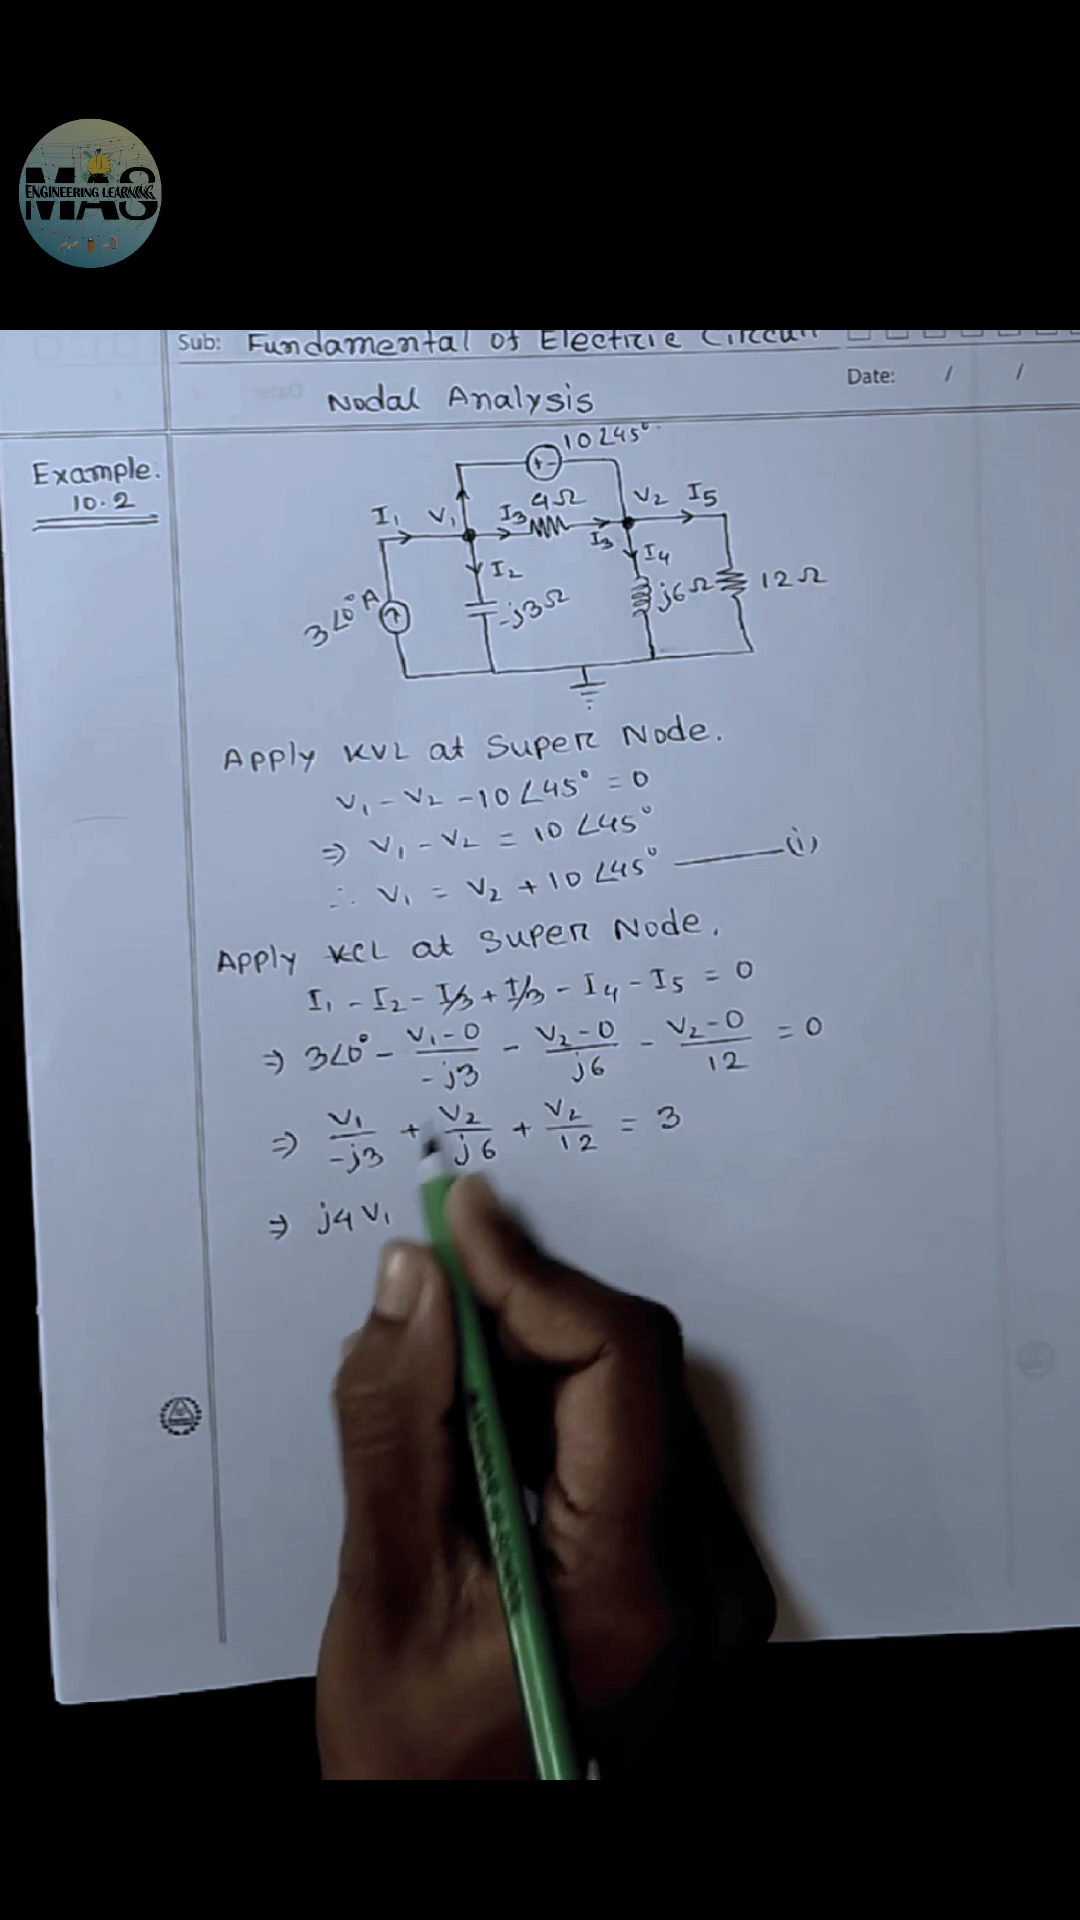 MAS
ENGINEERING LEARNING
Sub: Fundamental of Electric Circuit
Date: / /
Nodal Analysis
Example.
10.2
10∠45°
I₁ V₁ I₃ 4Ω V₂ I₅
I₃ I₄
I₂
3∠0° A -j3Ω j6Ω 12Ω
+ -
Apply KVL at Super Node.
V₁ - V₂ - 10∠45° = 0
⇒ V₁ - V₂ = 10∠45°
∴ V₁ = V₂ + 10∠45° ——— (i)
Apply KCL at Super Node.
I₁ - I₂ - I₃ + I₃ - I₄ - I₅ = 0
⇒ 3∠0° - (V₁-0)/(-j3) - (V₂-0)/(j6) - (V₂-0)/12 = 0
⇒ V₁/(-j3) + V₂/(j6) + V₂/12 = 3
⇒ j4V₁